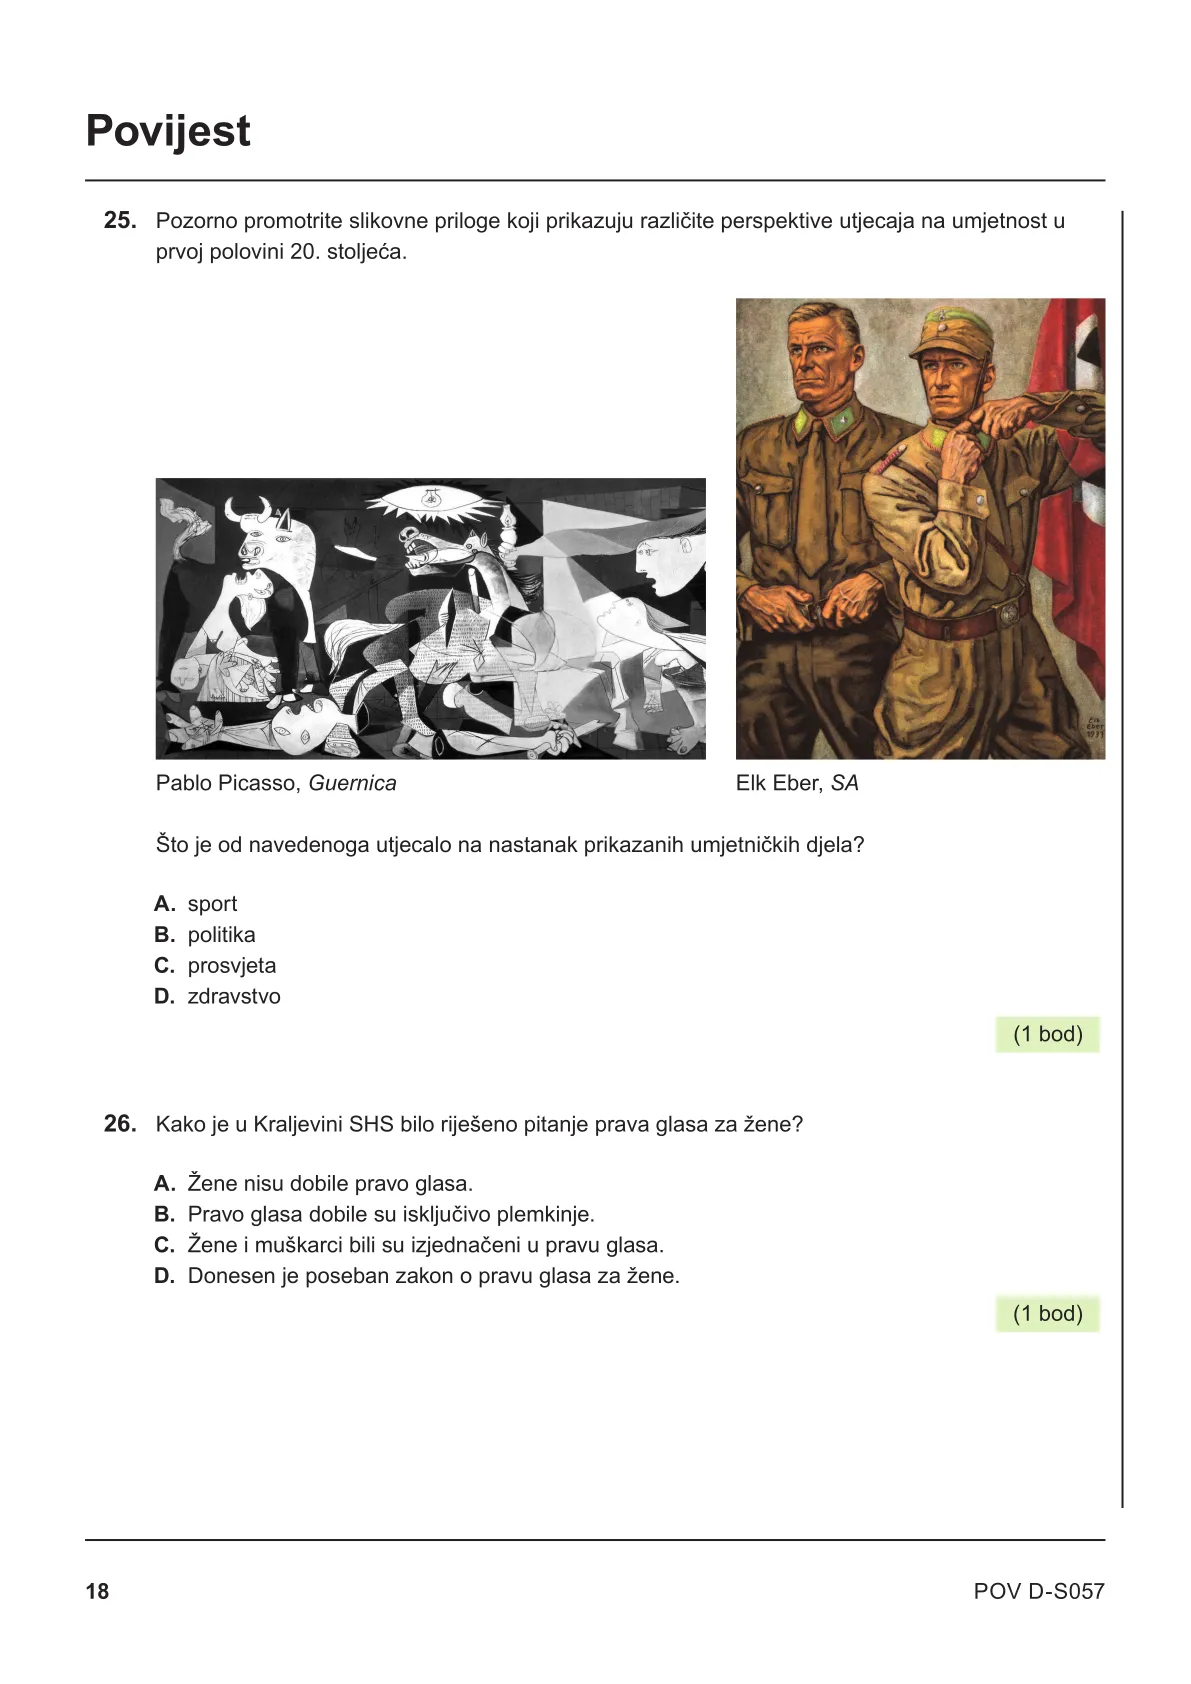 Povijest
25. Pozorno promotrite slikovne priloge koji prikazuju različite perspektive utjecaja na umjetnost u
prvoj polovini 20. stoljeća.
Pablo Picasso, Guernica
Elk Eber, SA
Što je od navedenoga utjecalo na nastanak prikazanih umjetničkih djela?
A. sport
B. politika
C. prosvjeta
D. zdravstvo
(1 bod)
26. Kako je u Kraljevini SHS bilo riješeno pitanje prava glasa za žene?
A. Žene nisu dobile pravo glasa.
B. Pravo glasa dobile su isključivo plemkinje.
C. Žene i muškarci bili su izjednačeni u pravu glasa.
D. Donesen je poseban zakon o pravu glasa za žene.
(1 bod)
18
POV D-S057